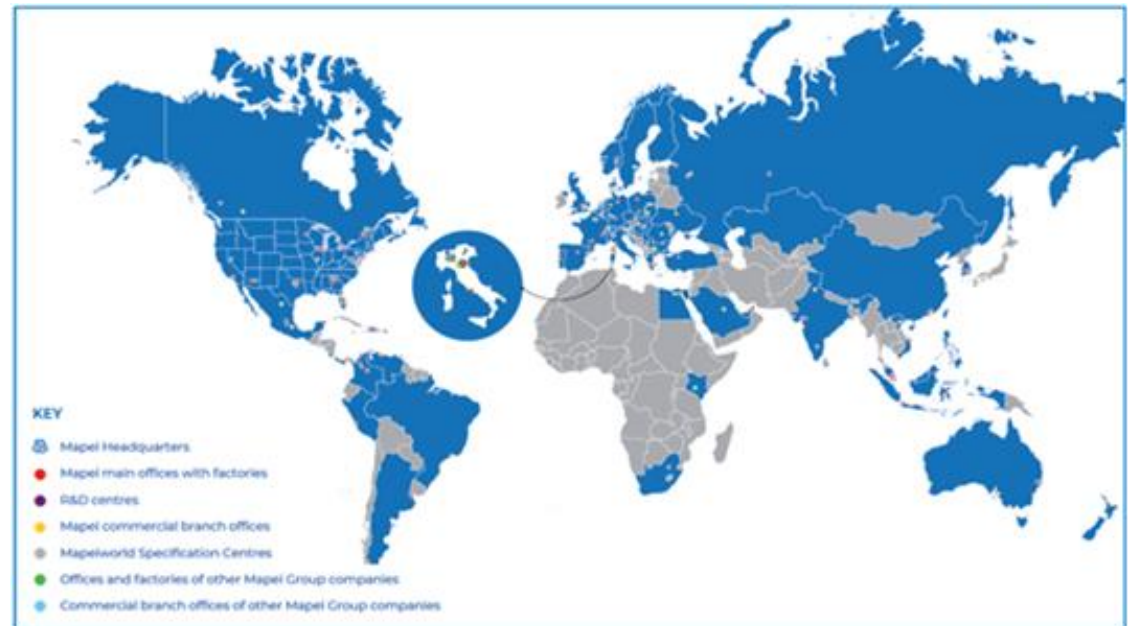 KEY
Mapei Headquarters
Mapei main offices with factories
R&D centres
Mapei commercial branch offices
Mapeiworld Specification Centres
Offices and factories of other Mapei Group companies
Commercial branch offices of other Mapei Group companies